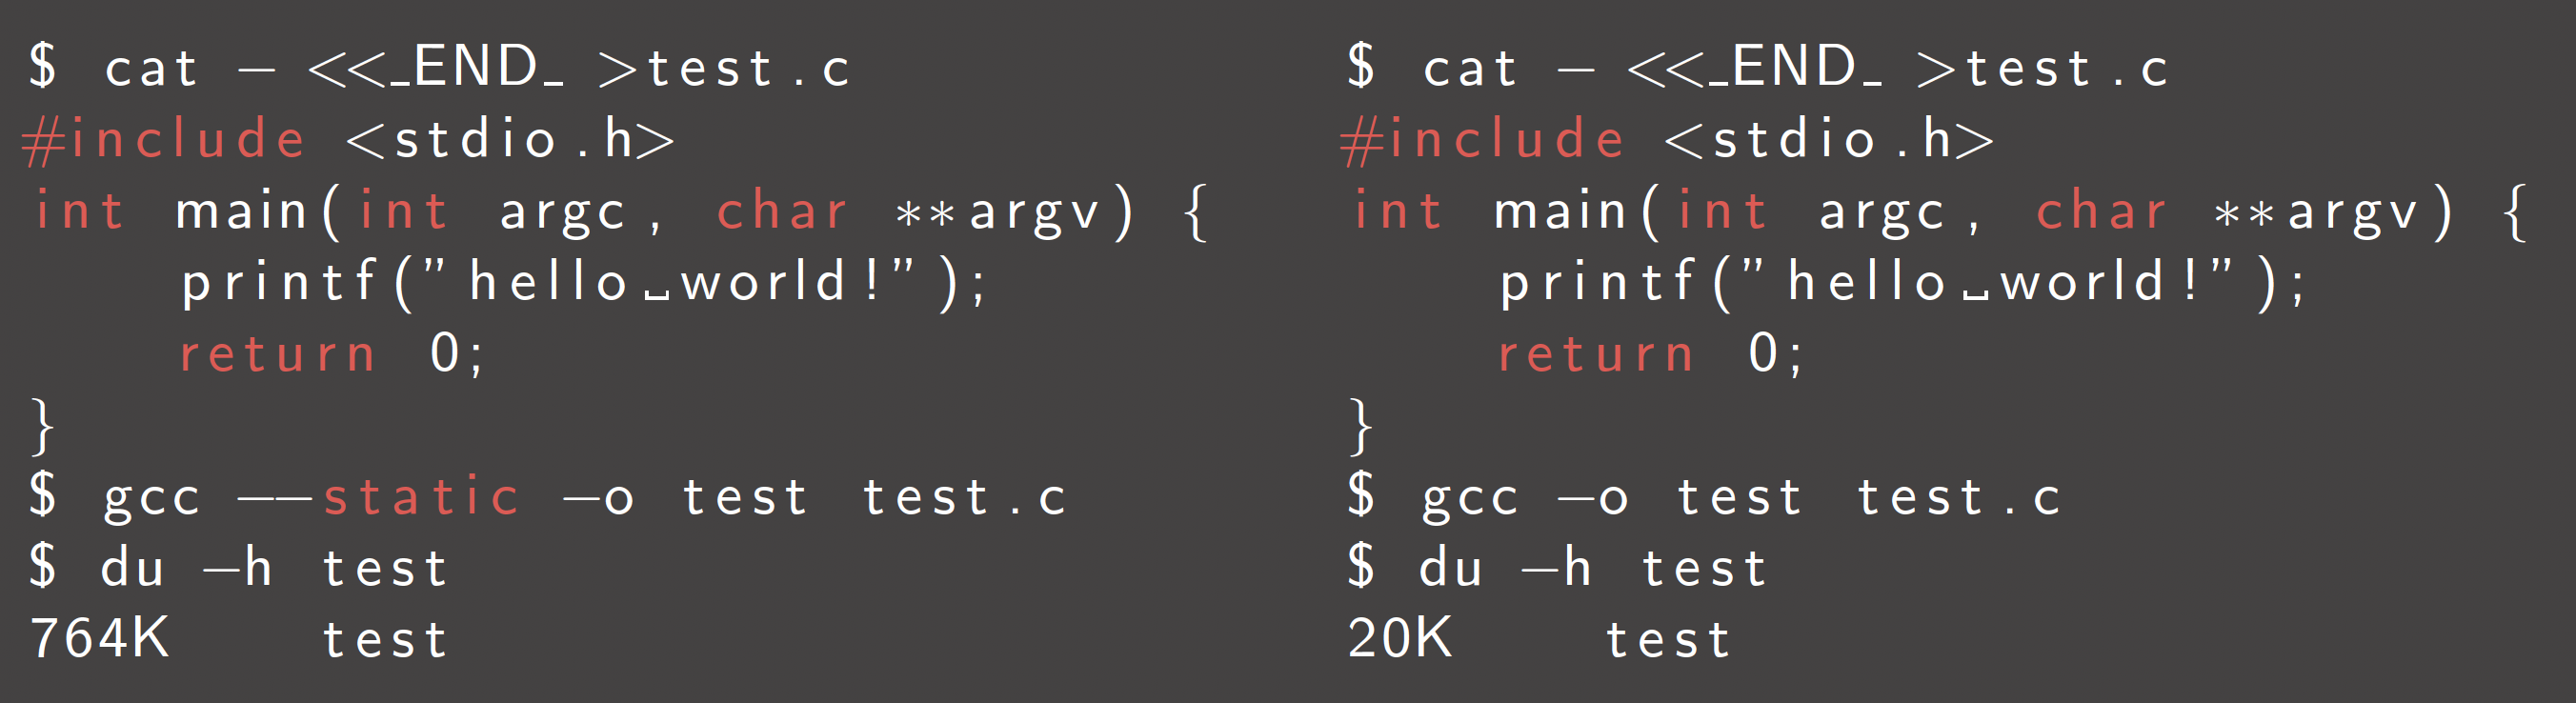 $ cat - <<_END_ >test.c
#include <stdio.h>
int main(int argc, char **argv) {
    printf("hello␣world!");
    return 0;
}
$ gcc --static -o test test.c
$ du -h test
764K    test
$ cat - <<_END_ >test.c
#include <stdio.h>
int main(int argc, char **argv) {
    printf("hello␣world!");
    return 0;
}
$ gcc -o test test.c
$ du -h test
20K    test